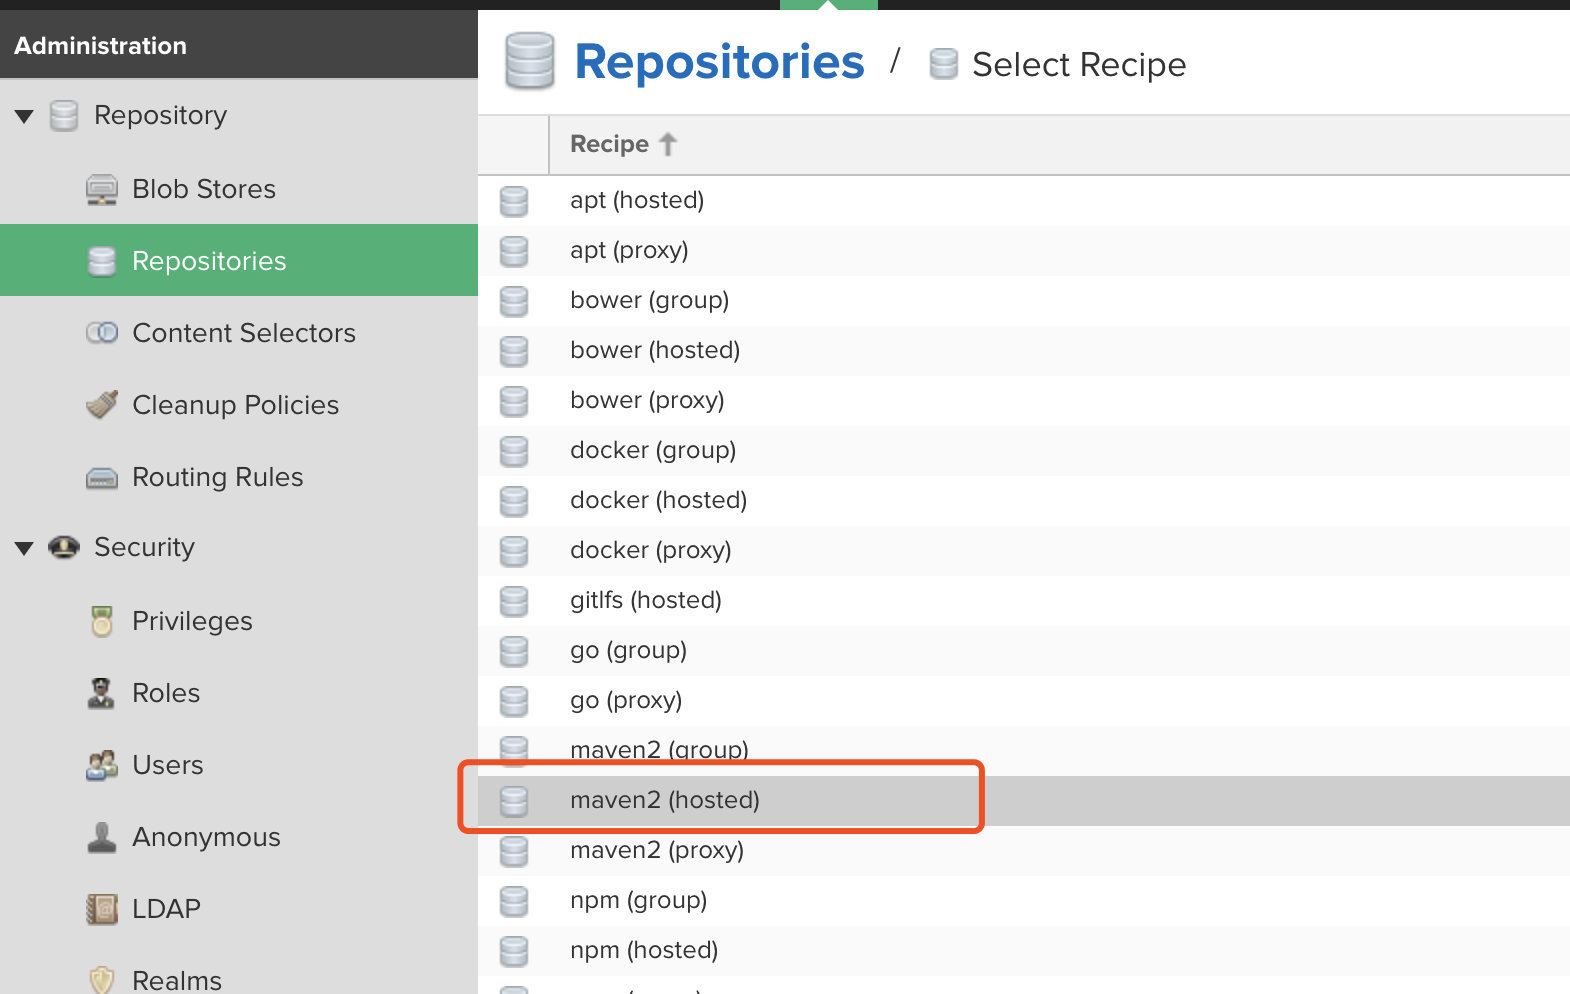 Administration
Repository
Blob Stores
Repositories
Content Selectors
Cleanup Policies
Routing Rules
Security
Privileges
Roles
Users
Anonymous
LDAP
Realms
Repositories / Select Recipe
Recipe
apt (hosted)
apt (proxy)
bower (group)
bower (hosted)
bower (proxy)
docker (group)
docker (hosted)
docker (proxy)
gitlfs (hosted)
go (group)
go (proxy)
maven2 (group)
maven2 (hosted)
maven2 (proxy)
npm (group)
npm (hosted)